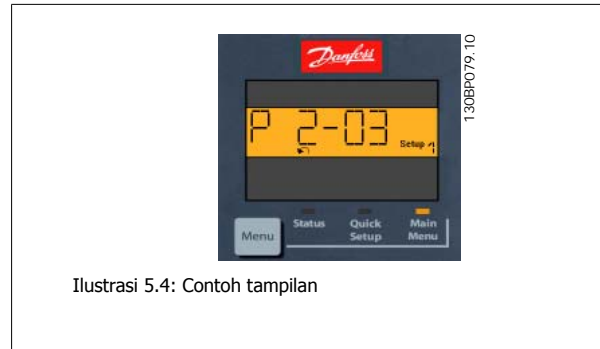 Danfoss
130BP079.10
P 2-03
Setup 1
Menu
Status
Quick Setup
Main Menu
Ilustrasi 5.4: Contoh tampilan